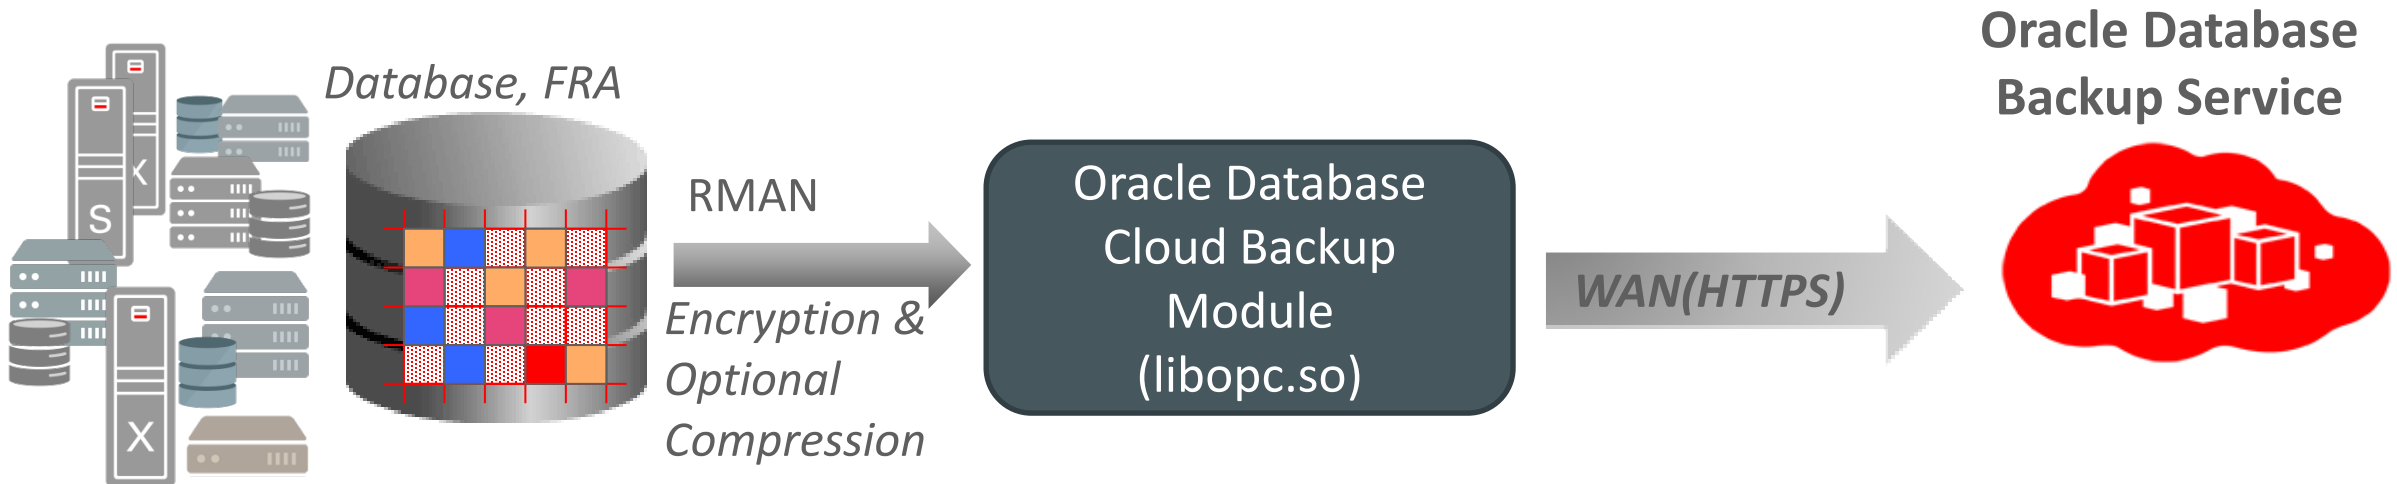 Oracle Database
Backup Service
Database, FRA
X
S
X
RMAN
Encryption &
Optional
Compression
Oracle Database
Cloud Backup
Module
(libopc.so)
WAN(HTTPS)